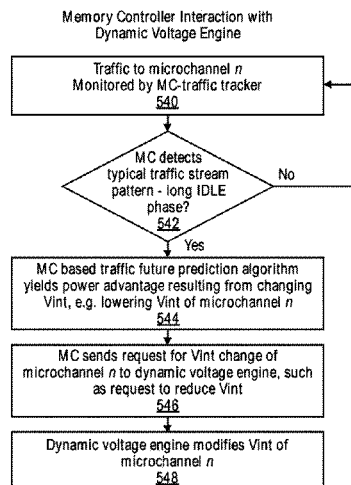 Memory Controller Interaction with
Dynamic Voltage Engine
Traffic to microchannel n
Monitored by MC-traffic tracker
540
MC detects
typical traffic stream
pattern - long IDLE
phase?
542
No
Yes
MC based traffic future prediction algorithm
yields power advantage resulting from changing
Vint, e.g. lowering Vint of microchannel n
544
MC sends request for Vint change of
microchannel n to dynamic voltage engine, such
as request to reduce Vint
546
Dynamic voltage engine modifies Vint of
microchannel n
548